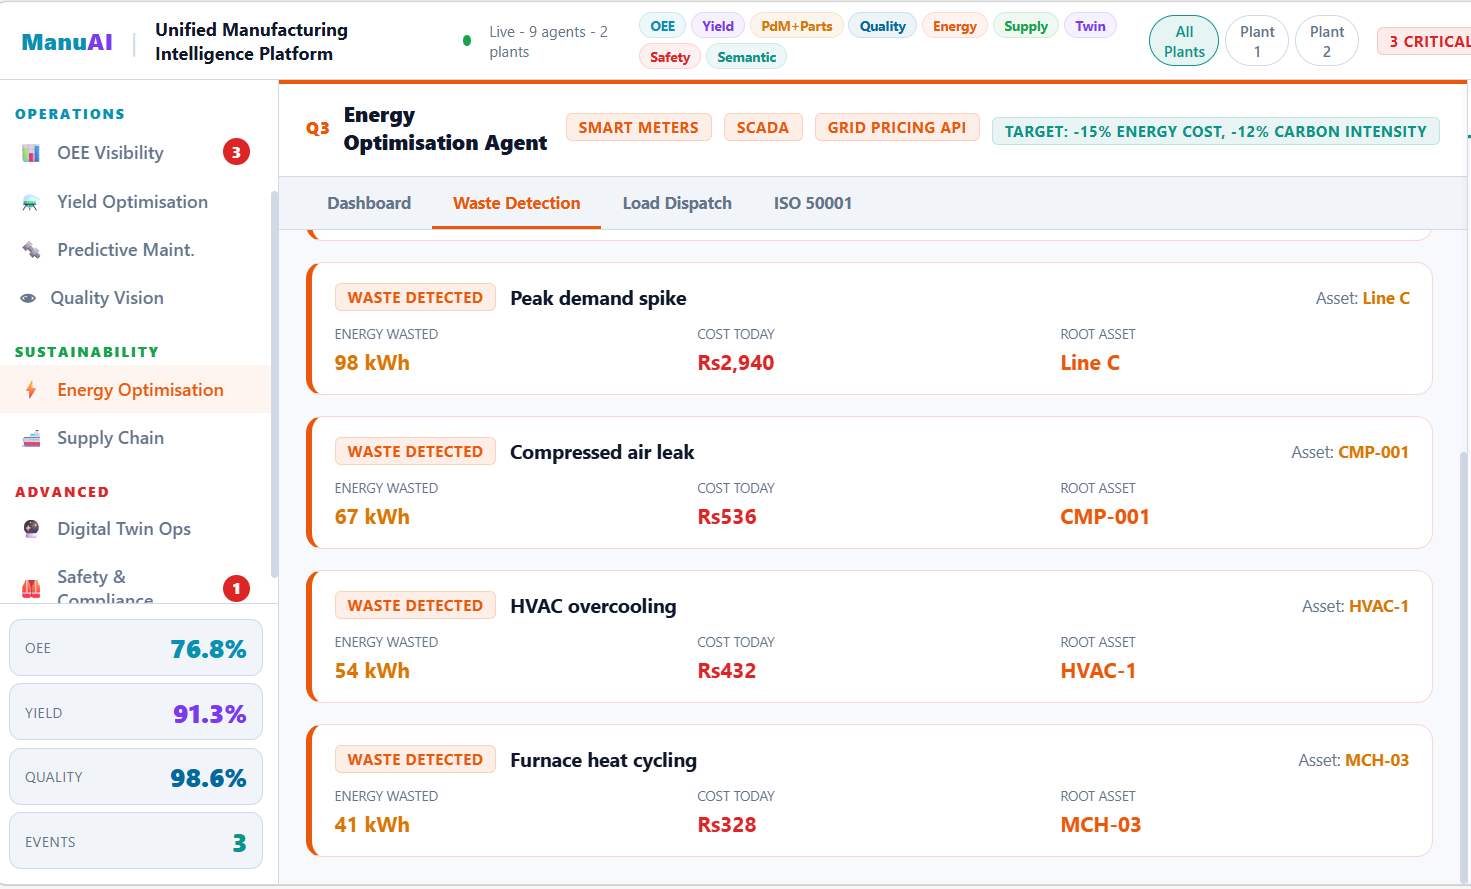 ManuAI
Unified Manufacturing
Intelligence Platform
Live - 9 agents - 2
plants
OEE
Yield
PdM+Parts
Quality
Energy
Supply
Twin
Safety
Semantic
All
Plants
Plant
1
Plant
2
3 CRITICAL
OPERATIONS
OEE Visibility
3
Yield Optimisation
Predictive Maint.
Quality Vision
SUSTAINABILITY
Energy Optimisation
Supply Chain
ADVANCED
Digital Twin Ops
Safety &
Compliance
1
OEE
76.8%
YIELD
91.3%
QUALITY
98.6%
EVENTS
3
Q3
Energy
Optimisation Agent
SMART METERS
SCADA
GRID PRICING API
TARGET: -15% ENERGY COST, -12% CARBON INTENSITY
Dashboard
Waste Detection
Load Dispatch
ISO 50001
WASTE DETECTED
Peak demand spike
Asset: Line C
ENERGY WASTED
COST TODAY
ROOT ASSET
98 kWh
Rs2,940
Line C
WASTE DETECTED
Compressed air leak
Asset: CMP-001
ENERGY WASTED
COST TODAY
ROOT ASSET
67 kWh
Rs536
CMP-001
WASTE DETECTED
HVAC overcooling
Asset: HVAC-1
ENERGY WASTED
COST TODAY
ROOT ASSET
54 kWh
Rs432
HVAC-1
WASTE DETECTED
Furnace heat cycling
Asset: MCH-03
ENERGY WASTED
COST TODAY
ROOT ASSET
41 kWh
Rs328
MCH-03